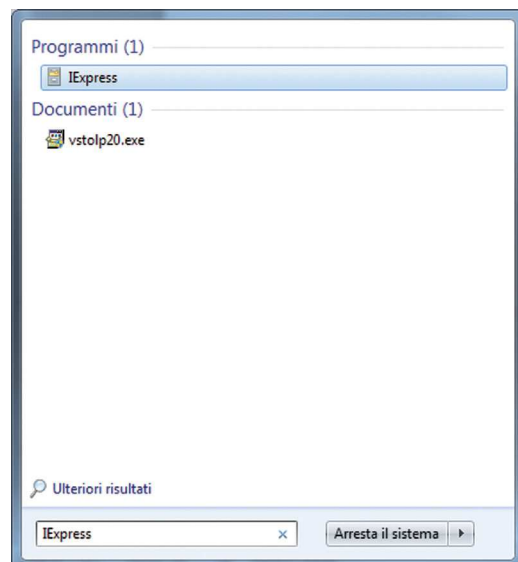 Programmi (1)
IExpress
Documenti (1)
vstolp20.exe
Ulteriori risultati
IExpress
Arresta il sistema